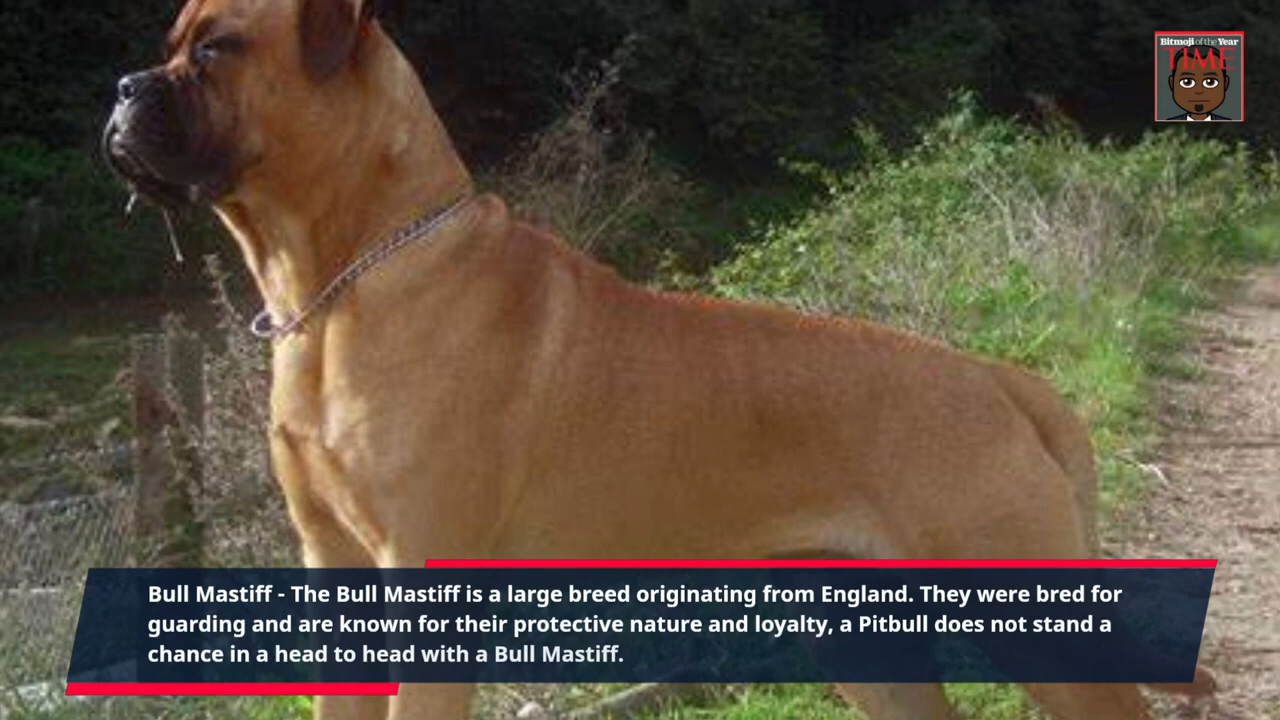 Bitmoji of the Year
TIME
Bull Mastiff - The Bull Mastiff is a large breed originating from England. They were bred for
guarding and are known for their protective nature and loyalty, a Pitbull does not stand a
chance in a head to head with a Bull Mastiff.